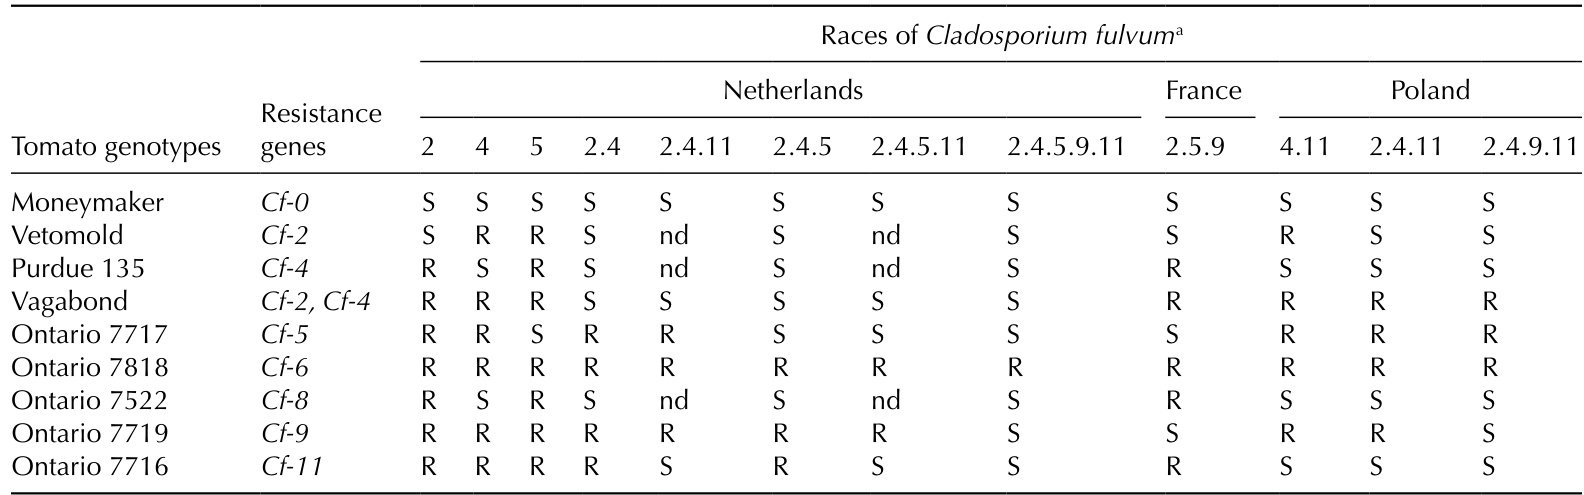 Races of Cladosporium fulvumᵃ
Netherlands France Poland
Resistance
Tomato genotypes genes 2 4 5 2.4 2.4.11 2.4.5 2.4.5.11 2.4.5.9.11 2.5.9 4.11 2.4.11 2.4.9.11
Moneymaker Cf-0 S S S S S S S S S S S S
Vetomold Cf-2 S R R S nd S nd S S R S S
Purdue 135 Cf-4 R S R S nd S nd S R S S S
Vagabond Cf-2, Cf-4 R R R S S S S S R R R R
Ontario 7717 Cf-5 R R S R R S S S S R R R
Ontario 7818 Cf-6 R R R R R R R R R R R R
Ontario 7522 Cf-8 R S R S nd S nd S R S S S
Ontario 7719 Cf-9 R R R R R R R S S R R S
Ontario 7716 Cf-11 R R R R S R S S R S S S